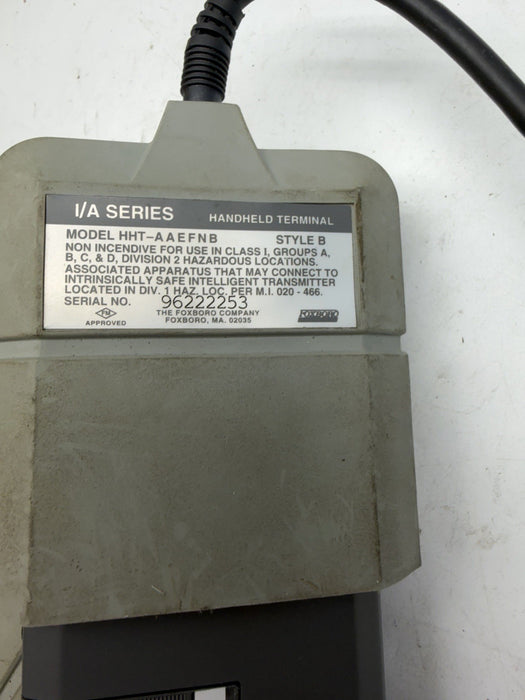 I/A SERIES HANDHELD TERMINAL
MODEL HHT-AAEFNB STYLE B
NON INCENDIVE FOR USE IN CLASS I, GROUPS A,
B, C, & D, DIVISION 2 HAZARDOUS LOCATIONS.
ASSOCIATED APPARATUS THAT MAY CONNECT TO
INTRINSICALLY SAFE INTELLIGENT TRANSMITTER
LOCATED IN DIV. 1 HAZ. LOC. PER M.I. 020 - 466.
SERIAL NO. 96222253
FM
APPROVED
THE FOXBORO COMPANY
FOXBORO, MA. 02035
FOXBORO